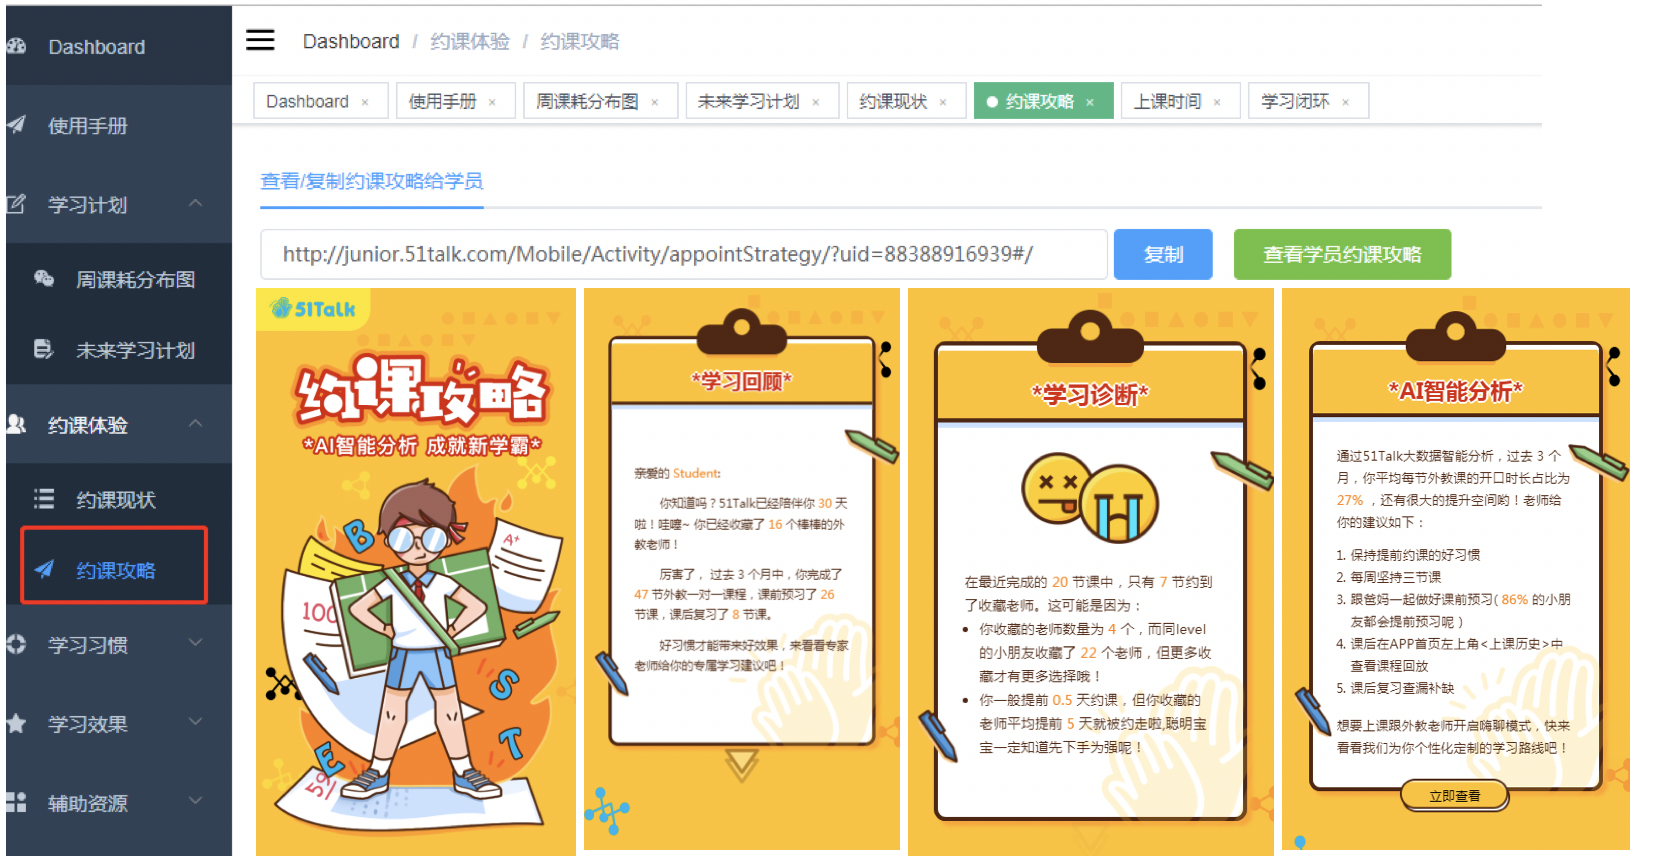 Dashboard
使用手册
学习计划
周课耗分布图
未来学习计划
约课体验
约课现状
约课攻略
学习习惯
学习效果
辅助资源
Dashboard / 约课体验 / 约课攻略
Dashboard × 使用手册 × 周课耗分布图 × 未来学习计划 × 约课现状 × 约课攻略 × 上课时间 × 学习闭环 ×
查看/复制约课攻略给学员
http://junior.51talk.com/Mobile/Activity/appointStrategy/?uid=88388916939#/
复制
查看学员约课攻略
51Talk
约课攻略
*AI智能分析 成就新学霸*
B
A+
100
S
T
E
59
*学习回顾*
亲爱的 Student:
你知道吗？51Talk已经陪伴你 30 天
啦！哇噻~ 你已经收藏了 16 个棒棒的外
教老师！
厉害了， 过去 3 个月中，你完成了
47 节外教一对一课程，课前预习了 26
节课，课后复习了 8 节课。
好习惯才能带来好效果，来看看专家
老师给你的专属学习建议吧！
*学习诊断*
在最近完成的 20 节课中，只有 7 节约到
了收藏老师。这可能是因为：
你收藏的老师数量为 4 个，而同level
的小朋友收藏了 22 个老师，但更多收
藏才有更多选择哦！
你一般提前 0.5 天约课，但你收藏的
老师平均提前 5 天就被约走啦,聪明宝
宝一定知道先下手为强呢！
*AI智能分析*
通过51Talk大数据智能分析，过去 3 个
月，你平均每节外教课的开口时长占比为
27% ，还有很大的提升空间哟！老师给
你的建议如下：
1. 保持提前约课的好习惯
2. 每周坚持三节课
3. 跟爸妈一起做好课前预习( 86% 的小朋
友都会提前预习呢 )
4. 课后在APP首页左上角<上课历史>中
查看课程回放
5. 课后复习查漏补缺
想要上课跟外教老师开启嗨聊模式，快来
看看我们为你个性化定制的学习路线吧！
立即查看